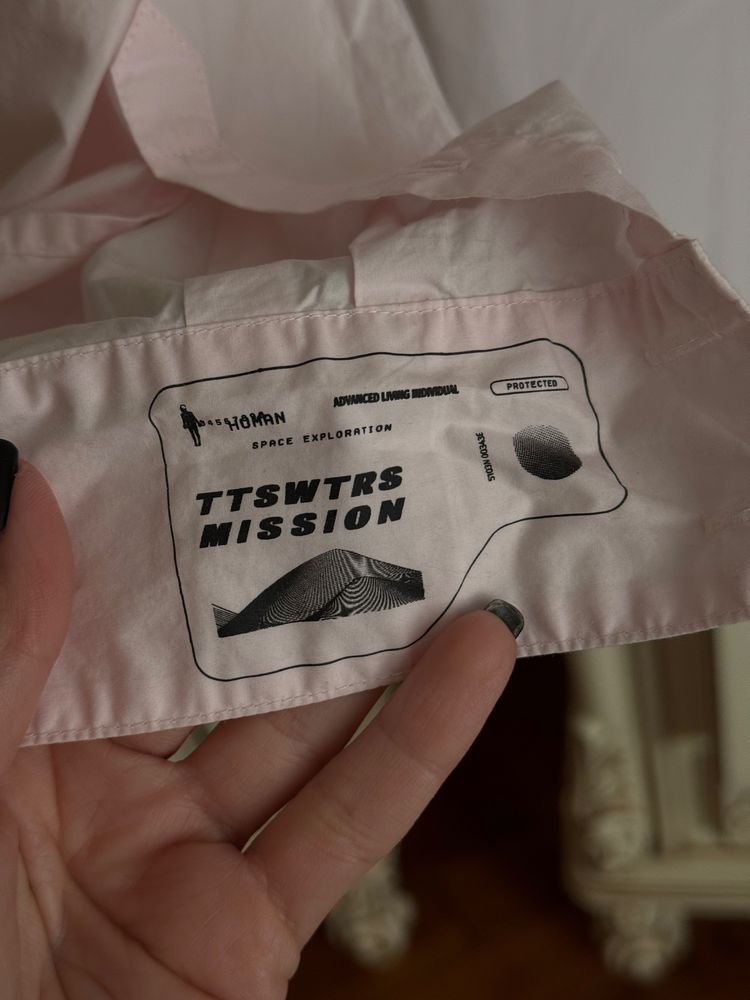 HUMAN
ADVANCED LIVING INDIVIDUAL
PROTECTED
SPACE EXPLORATION
TTSWTRS
MISSION